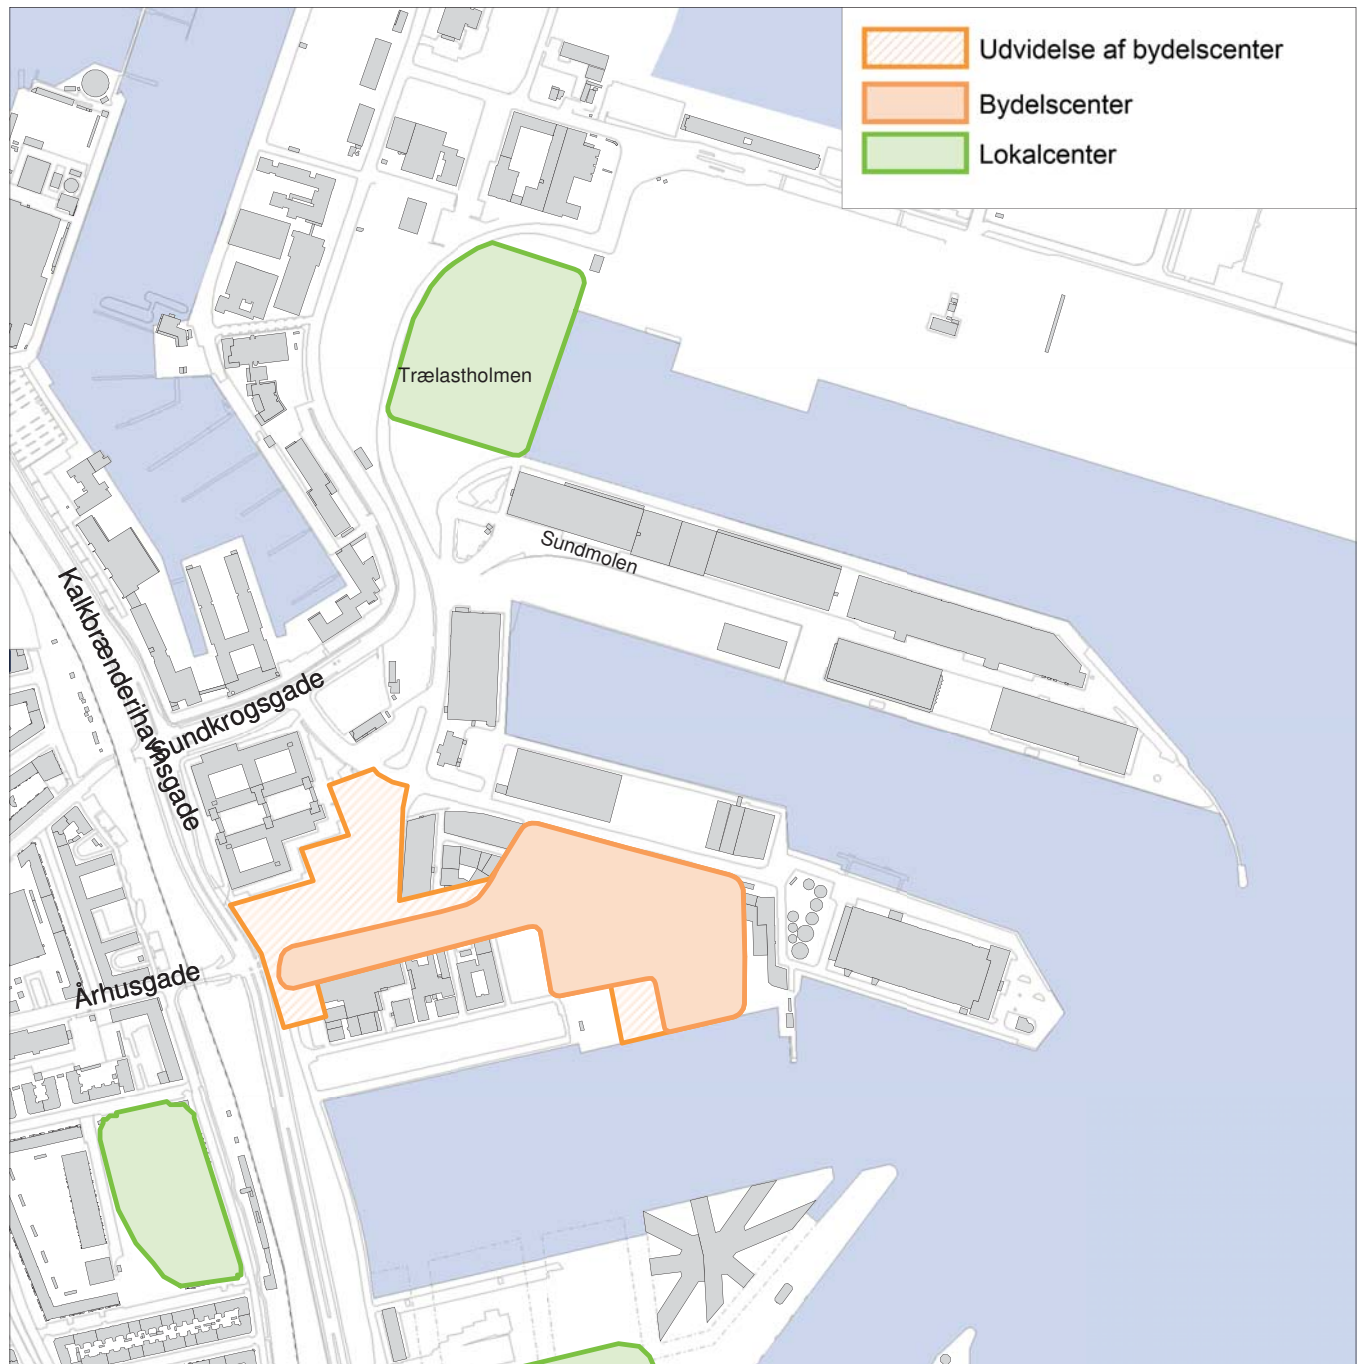 Udvidelse af bydelscenter
Bydelscenter
Lokalcenter
Trælastholmen
Sundmolen
Kalkbrænderihavnsgade
Sundkrogsgade
Århusgade